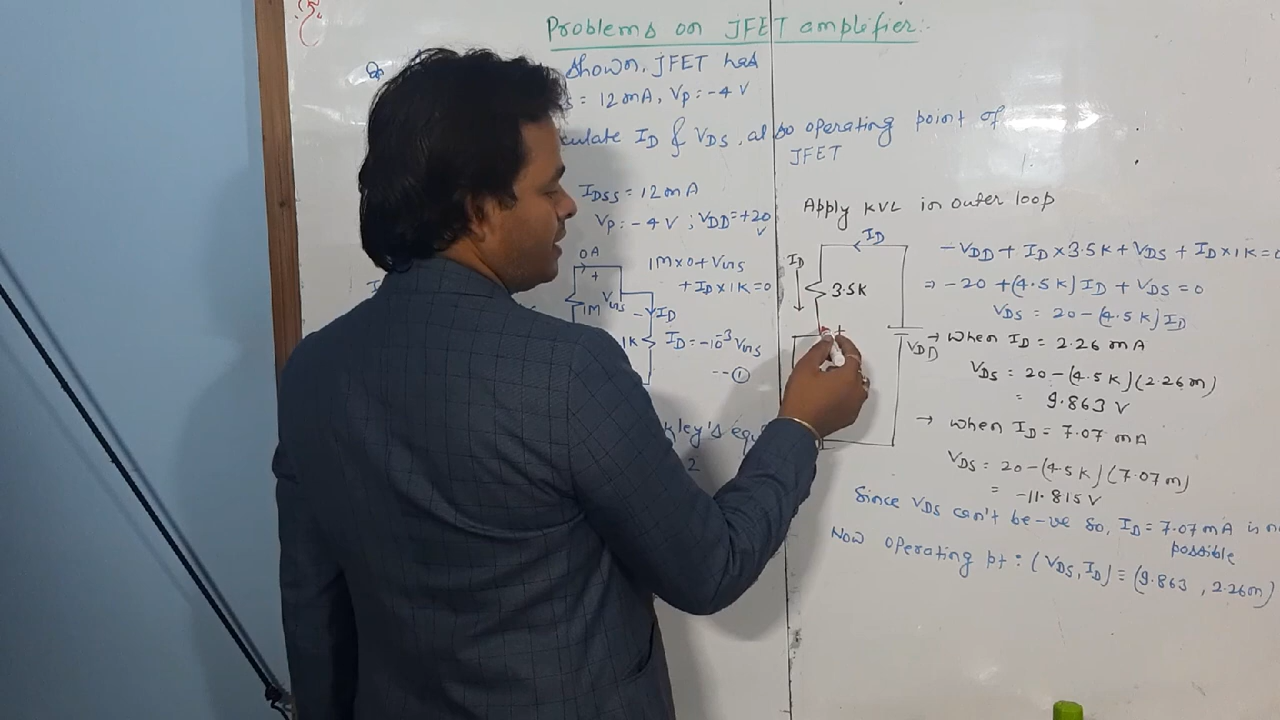 Problems on JFET amplifier:-
Q shown, JFET has
= 12 mA, Vp = -4 V
culate ID & VDS, also operating point of
JFET
IDSS = 12 mA
Vp = -4 V ; VDD = +20 V
0A
+
1M
VGS
-
ID
1K
1M×0 + VGS
+ ID×1K = 0
ID = -10⁻³ VGS
--①
kley's equ
2
Apply KVL in outer loop
ID
ID
3.5K
+
VDD
-VDD + ID×3.5K + VDS + ID×1K = 0
⇒ -20 + (4.5K) ID + VDS = 0
VDS = 20 - (4.5K) ID
→ when ID = 2.26 mA
VDS = 20 - (4.5K) (2.26m)
= 9.863 V
→ when ID = 7.07 mA
VDS = 20 - (4.5K) (7.07m)
= -11.815 V
Since VDS can't be -ve so, ID = 7.07 mA is no
possible
Now operating pt : (VDS, ID) ≡ (9.863 , 2.26m)